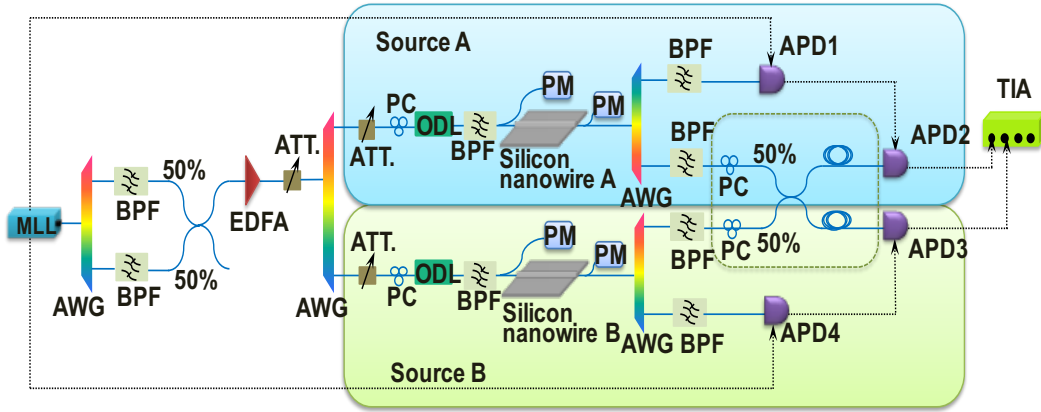 Source A
BPF
APD1
TIA
PM
PM
PC
ODL
ATT.
BPF
Silicon
nanowire A
BPF
AWG
PC
50%
APD2
ATT.
50%
BPF
EDFA
MLL
50%
BPF
AWG
AWG
ATT.
PC
ODL
BPF
PM
PM
Silicon
nanowire B
BPF
PC
50%
APD3
AWG
BPF
APD4
Source B